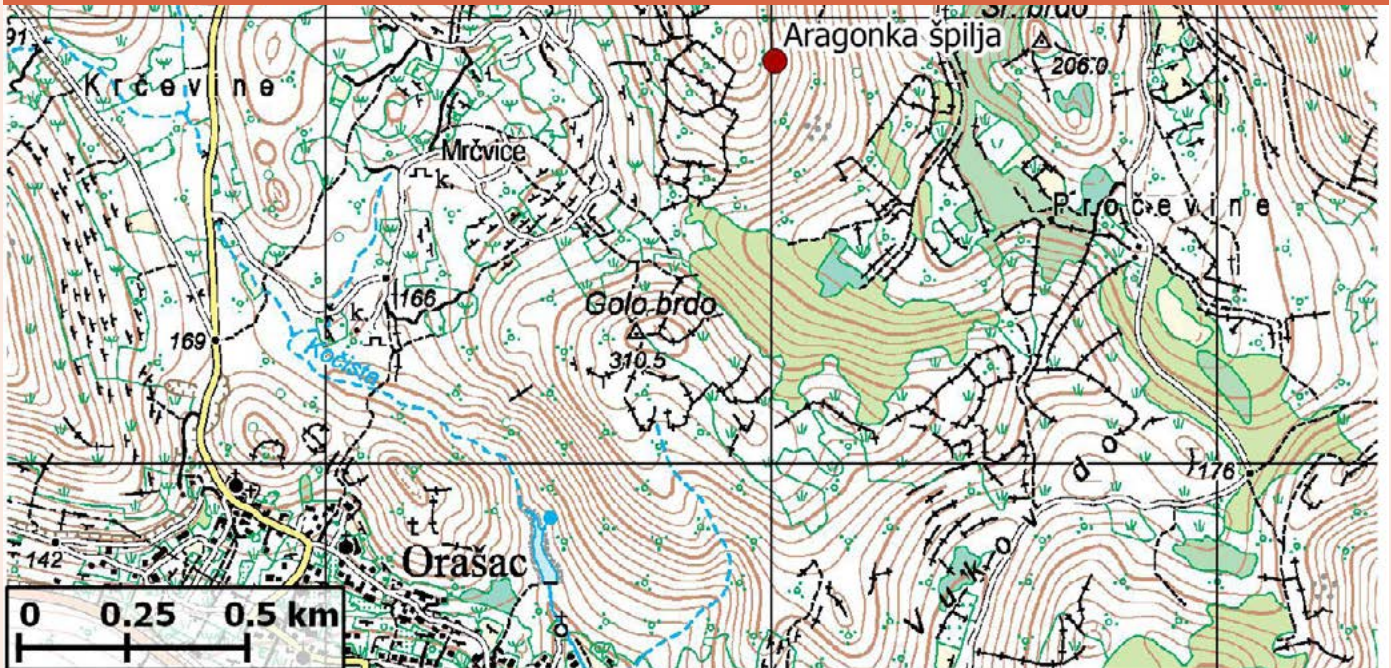 Sr. brdo
Aragonka špilja
91
206.0
Krčevine
Mrčvice
k.
Pročevine
166
Golo brdo
k.
169
Kočište
310.5
176
Vukov dol
142
t
Orašac
0 0.25 0.5 km